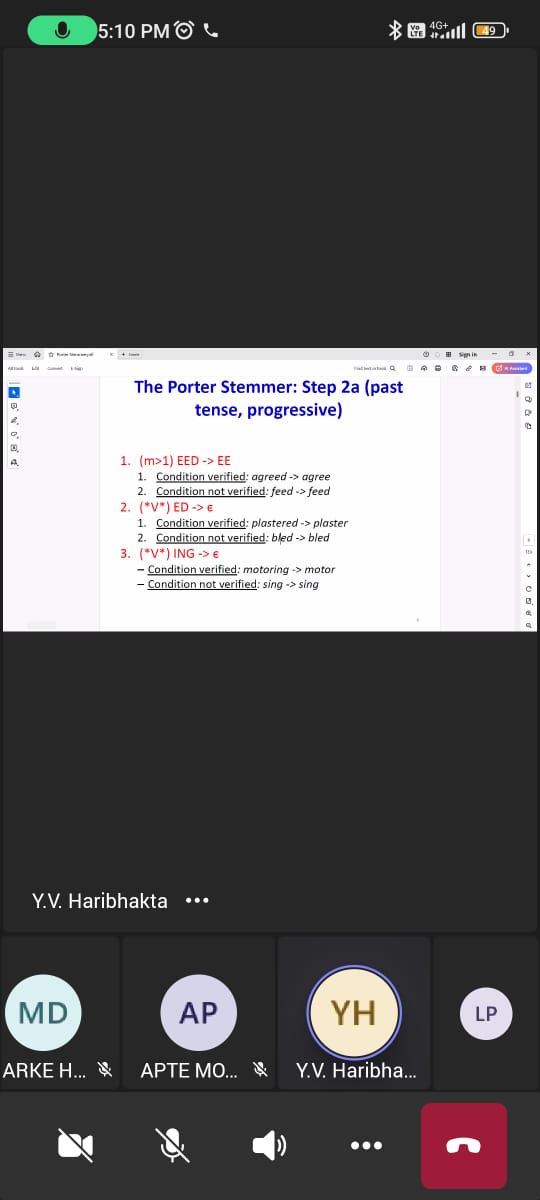 5:10 PM
Vo LTE 4G+ 49
Menu Porter Stemmer.pdf × + Create Sign in
All tools Edit Convert E-Sign Find text or tools AI Assistant
The Porter Stemmer: Step 2a (past
tense, progressive)
1. (m>1) EED -> EE
1. Condition verified: agreed -> agree
2. Condition not verified: feed -> feed
2. (*V*) ED -> є
1. Condition verified: plastered -> plaster
2. Condition not verified: bled -> bled
3. (*V*) ING -> є
– Condition verified: motoring -> motor
– Condition not verified: sing -> sing
Y.V. Haribhakta
MD AP YH LP
ARKE H... APTE MO... Y.V. Haribha...